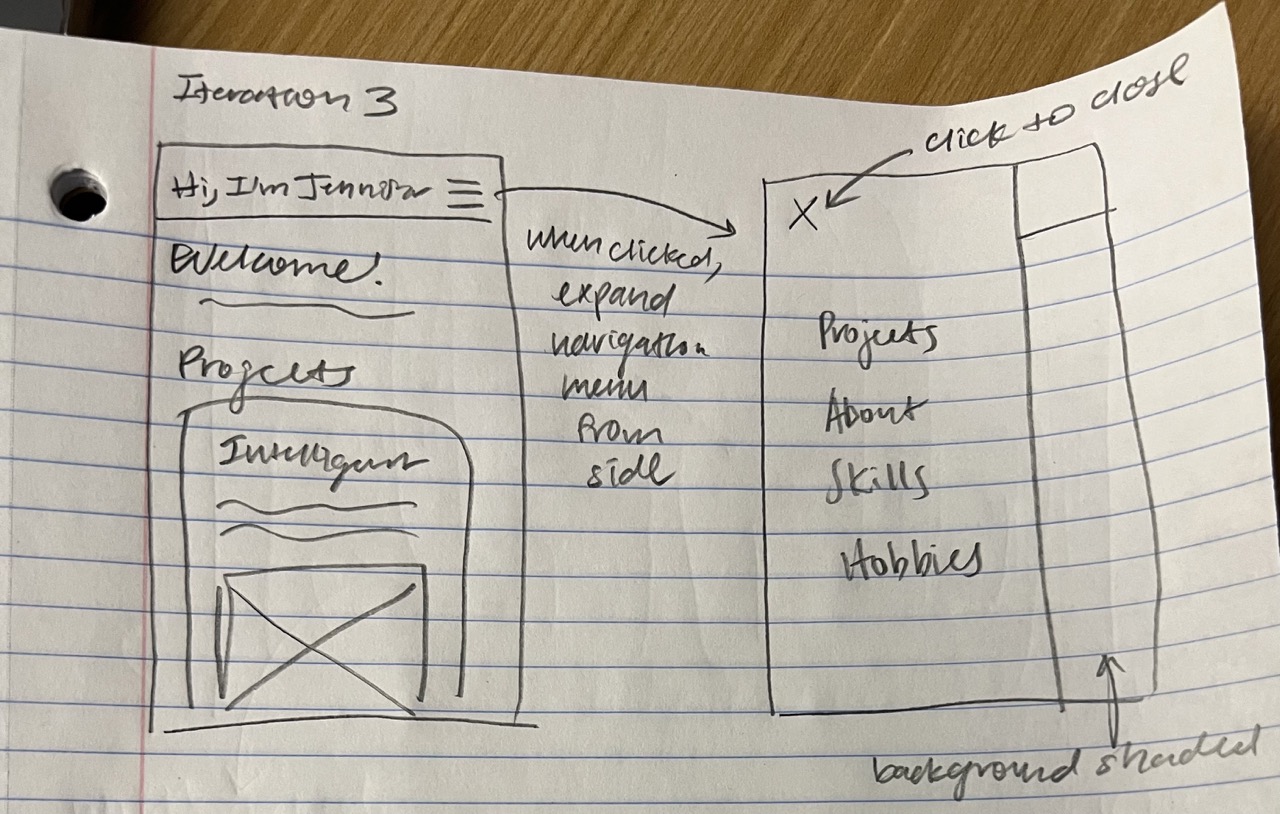 Iteration 3
Hi, I'm Jennifer
Welcome!
Projects
Intelligent
when clicked,
expand
navigation
menu
from
side
click to close
X
Projects
About
Skills
Hobbies
background shaded